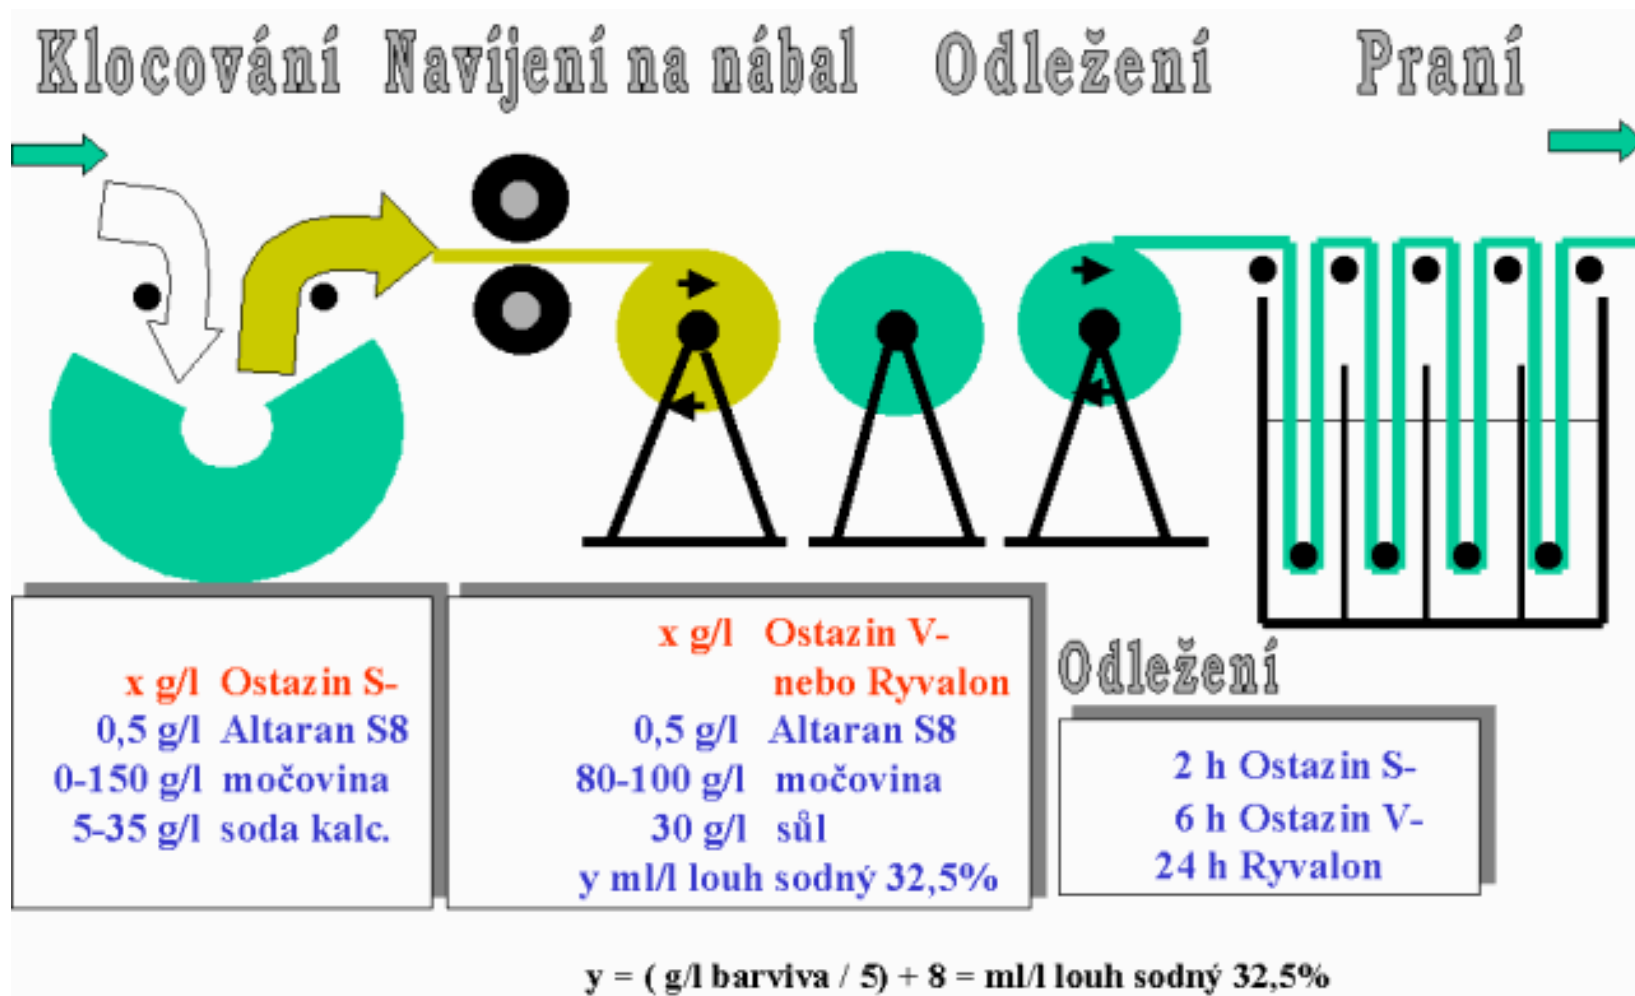 Klocování
Navíjení na nábal
Odležení
Praní
x g/l Ostazin S-
0,5 g/l Altaran S8
0-150 g/l močovina
5-35 g/l soda kalc.
x g/l Ostazin V-
nebo Ryvalon
0,5 g/l Altaran S8
80-100 g/l močovina
30 g/l sůl
y ml/l louh sodný 32,5%
Odležení
2 h Ostazin S-
6 h Ostazin V-
24 h Ryvalon
y = ( g/l barviva / 5) + 8 = ml/l louh sodný 32,5%